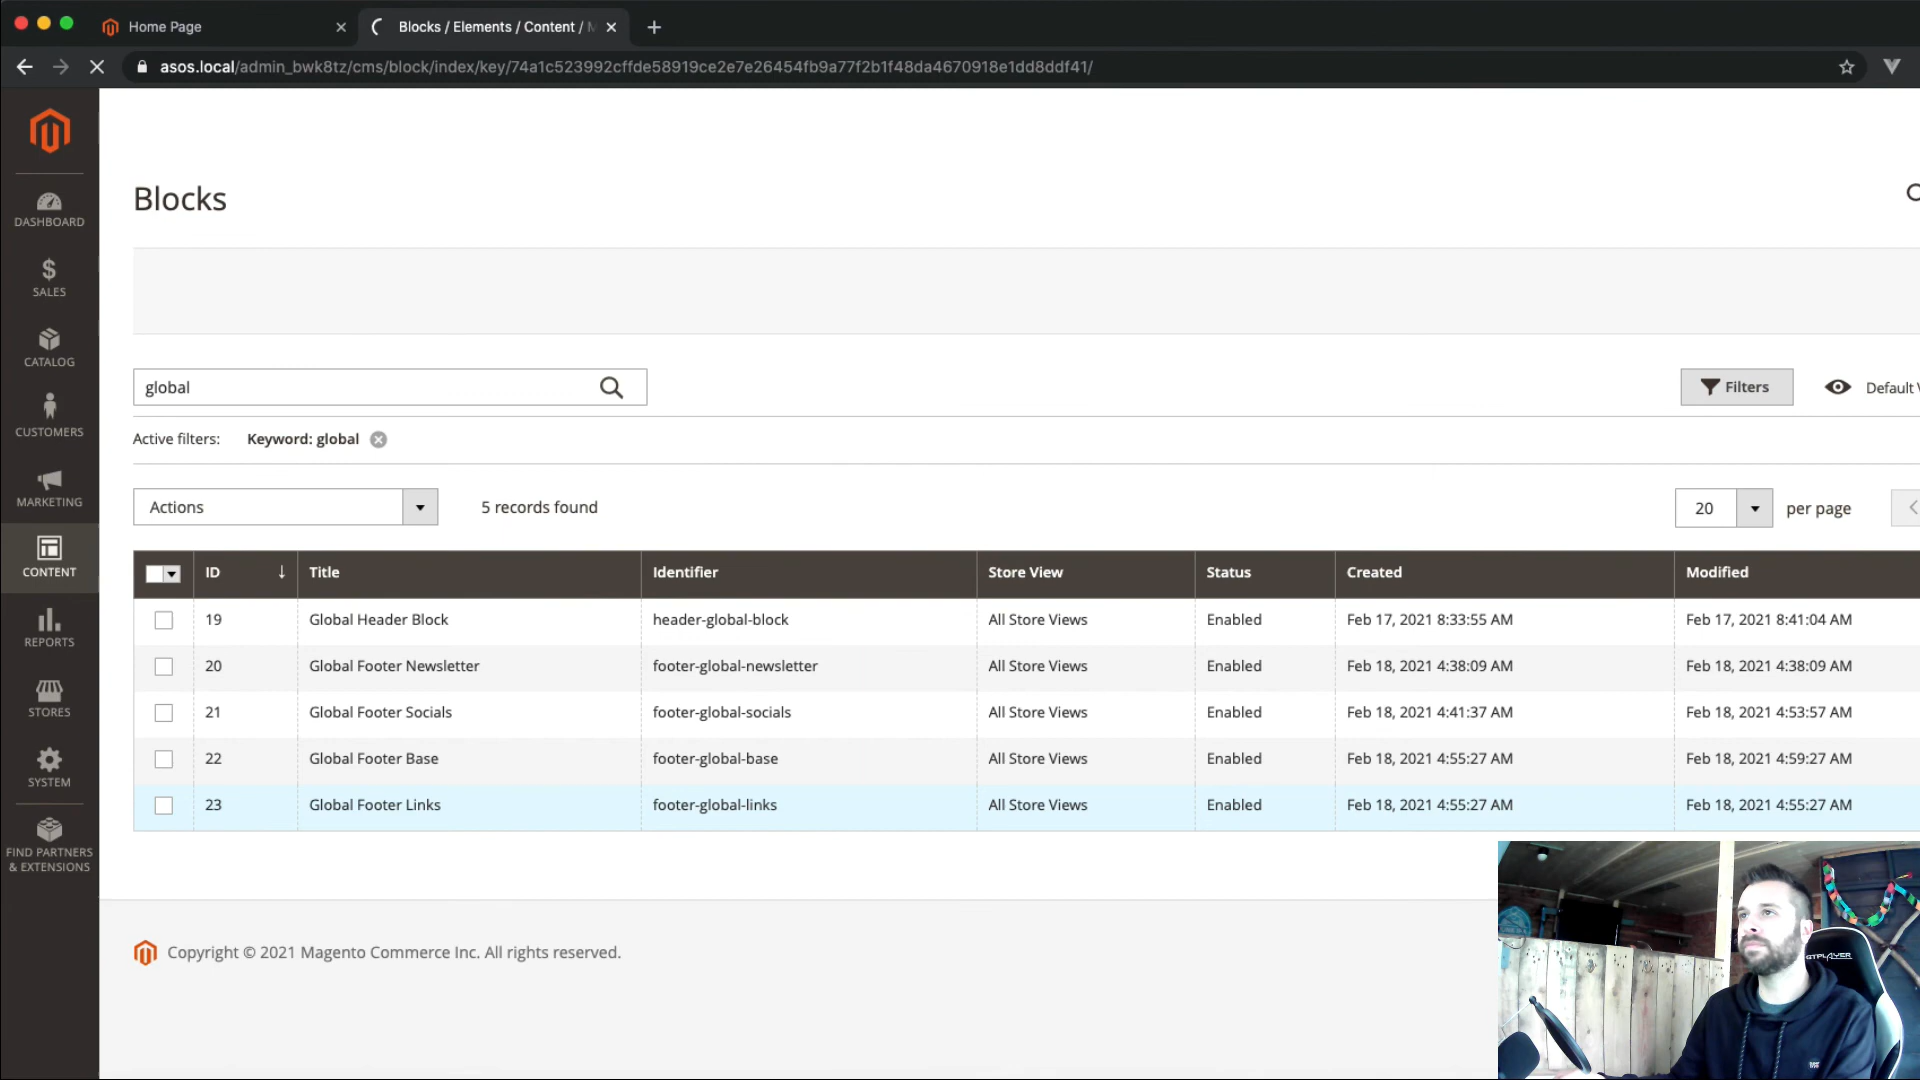 Home Page
Blocks / Elements / Content /
asos.local/admin_bwk8tz/cms/block/index/key/74a1c523992cffde58919ce2e7e26454fb9a77f2b1f48da4670918e1dd8ddf41/
DASHBOARD
SALES
CATALOG
CUSTOMERS
MARKETING
CONTENT
REPORTS
STORES
SYSTEM
FIND PARTNERS
& EXTENSIONS
Blocks
global
Filters
Default
Active filters: Keyword: global
Actions
5 records found
20 per page
ID Title Identifier Store View Status Created Modified
19 Global Header Block header-global-block All Store Views Enabled Feb 17, 2021 8:33:55 AM Feb 17, 2021 8:41:04 AM
20 Global Footer Newsletter footer-global-newsletter All Store Views Enabled Feb 18, 2021 4:38:09 AM Feb 18, 2021 4:38:09 AM
21 Global Footer Socials footer-global-socials All Store Views Enabled Feb 18, 2021 4:41:37 AM Feb 18, 2021 4:53:57 AM
22 Global Footer Base footer-global-base All Store Views Enabled Feb 18, 2021 4:55:27 AM Feb 18, 2021 4:59:27 AM
23 Global Footer Links footer-global-links All Store Views Enabled Feb 18, 2021 4:55:27 AM Feb 18, 2021 4:55:27 AM
Copyright © 2021 Magento Commerce Inc. All rights reserved.
GTPLAYER